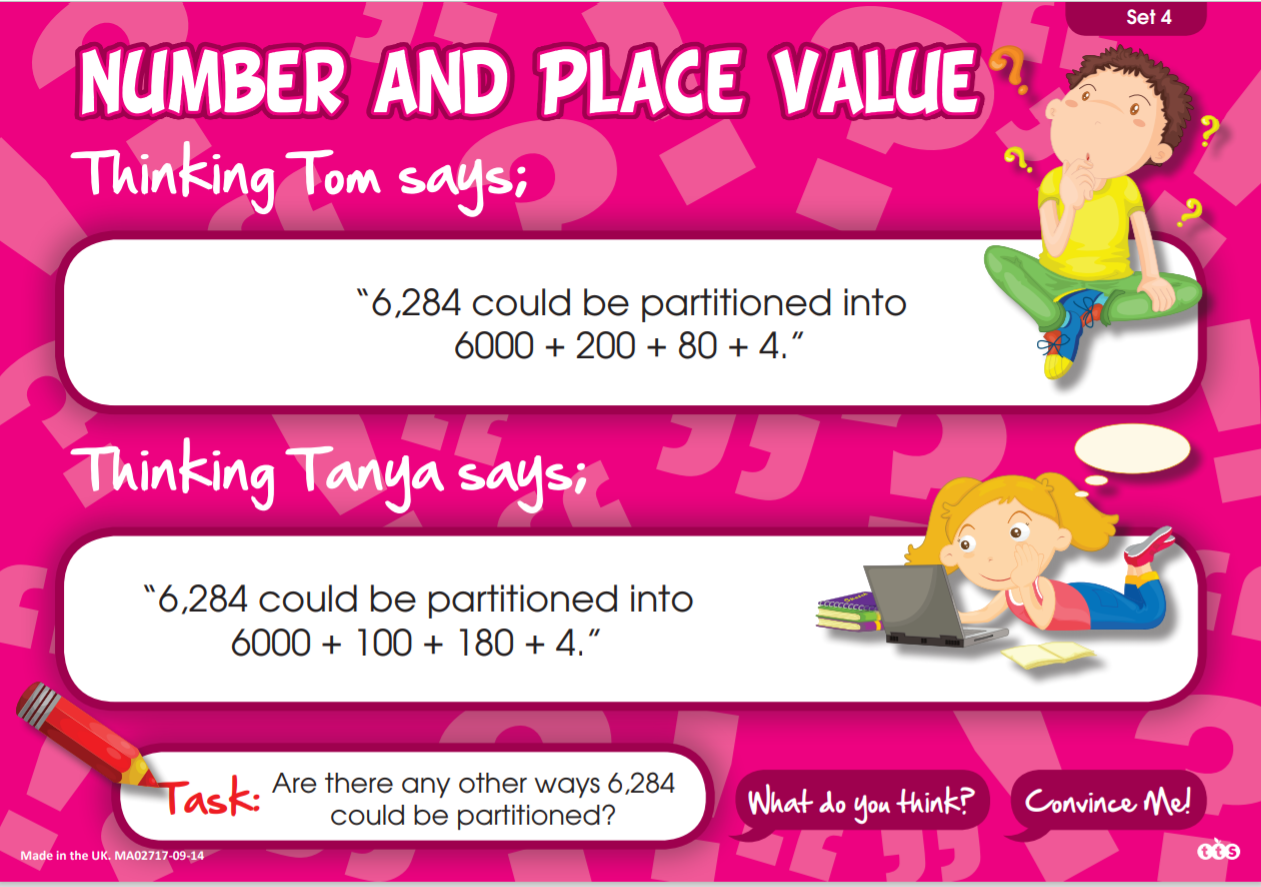 Set 4
NUMBER AND PLACE VALUE
Thinking Tom says;
“6,284 could be partitioned into
6000 + 200 + 80 + 4.”
Thinking Tanya says;
“6,284 could be partitioned into
6000 + 100 + 180 + 4.”
Task: Are there any other ways 6,284
could be partitioned?
What do you think?
Convince Me!
Made in the UK. MA02717-09-14
tts